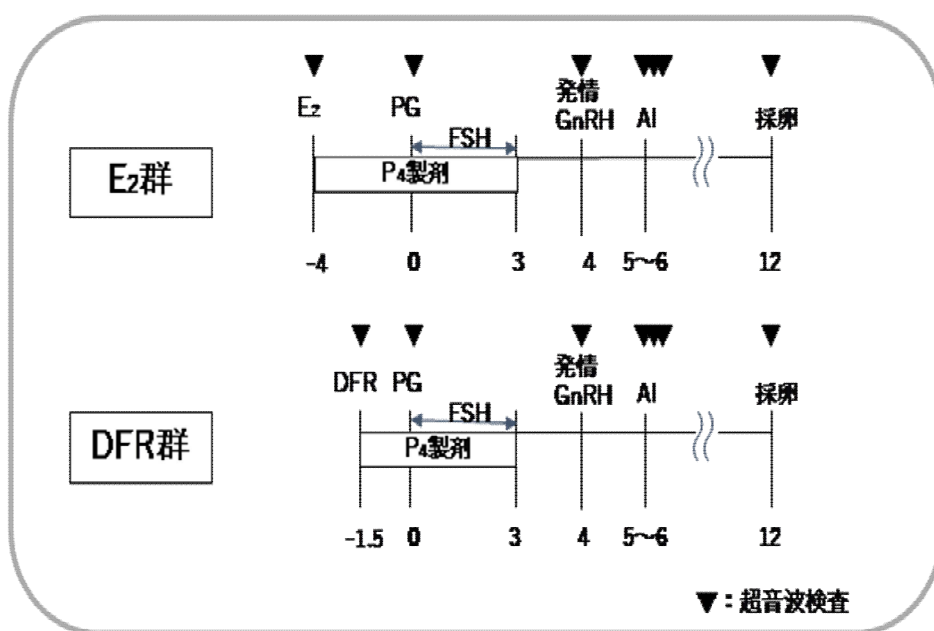 E₂ PG 発情
GnRH AI 採卵
FSH
E₂群
P₄製剤
-4 0 3 4 5～6 12
DFR PG 発情
GnRH AI 採卵
FSH
DFR群
P₄製剤
-1.5 0 3 4 5～6 12
▼：超音波検査